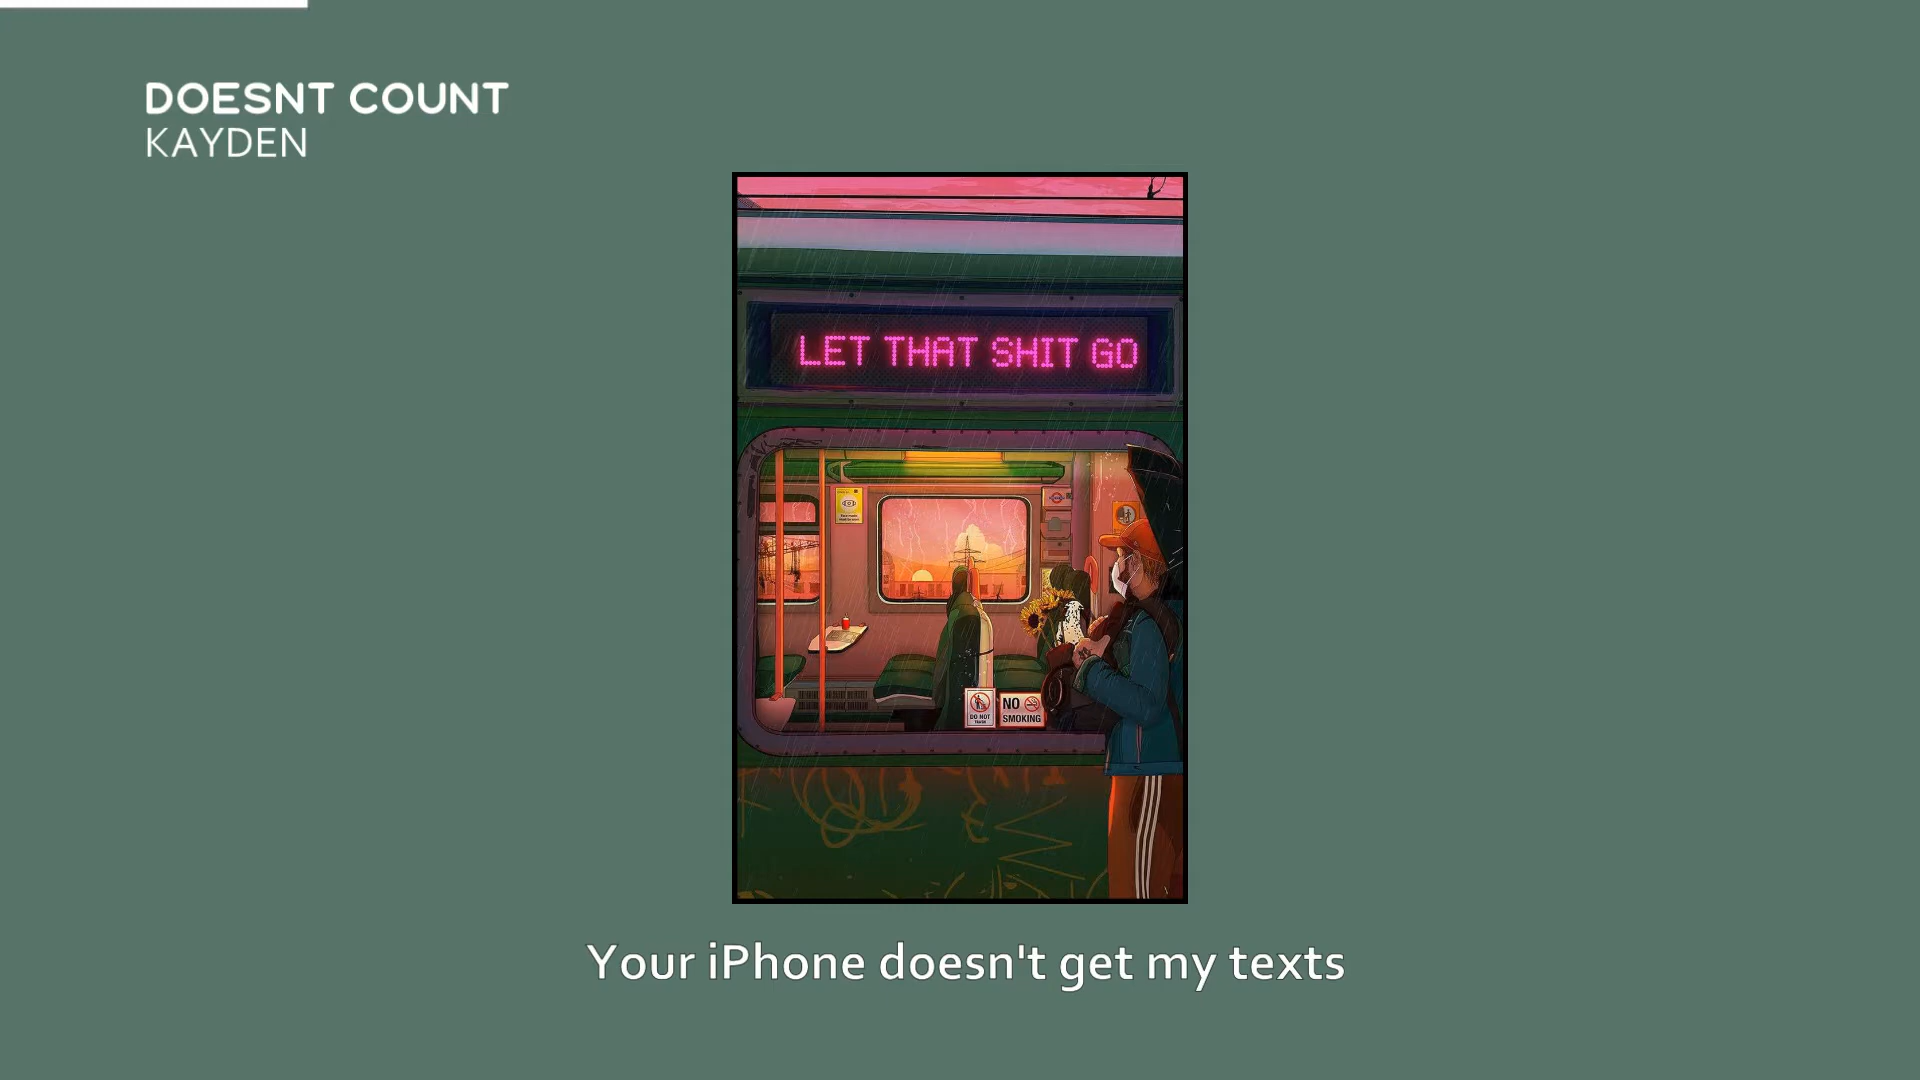 DOESNT COUNT
KAYDEN
LET THAT SHIT GO
DO NOT
NO
SMOKING
Your iPhone doesn't get my texts